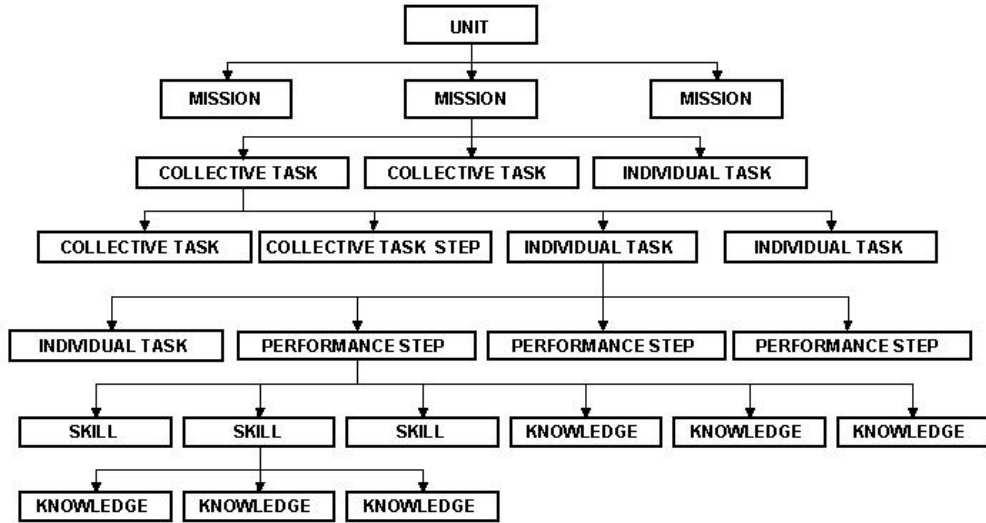 UNIT
MISSION
MISSION
MISSION
COLLECTIVE TASK
COLLECTIVE TASK
INDIVIDUAL TASK
COLLECTIVE TASK
COLLECTIVE TASK STEP
INDIVIDUAL TASK
INDIVIDUAL TASK
INDIVIDUAL TASK
PERFORMANCE STEP
PERFORMANCE STEP
PERFORMANCE STEP
SKILL
SKILL
SKILL
KNOWLEDGE
KNOWLEDGE
KNOWLEDGE
KNOWLEDGE
KNOWLEDGE
KNOWLEDGE